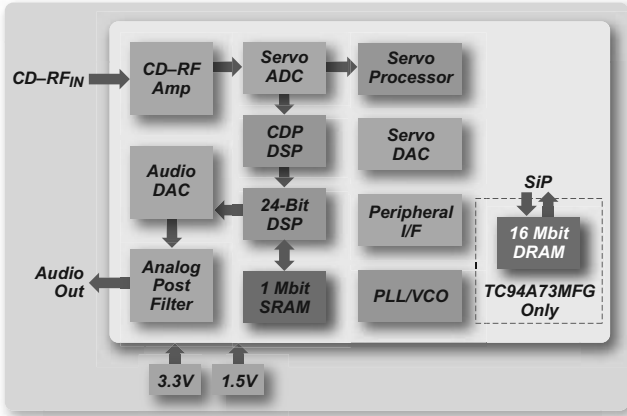 CD–RF
Amp
Servo
ADC
Servo
Processor
CD–RFIN
CDP
DSP
Servo
DAC
Audio
DAC
24-Bit
DSP
Peripheral
I/F
SiP
16 Mbit
DRAM
Audio
Out
Analog
Post
Filter
1 Mbit
SRAM
PLL/VCO
TC94A73MFG
Only
3.3V
1.5V